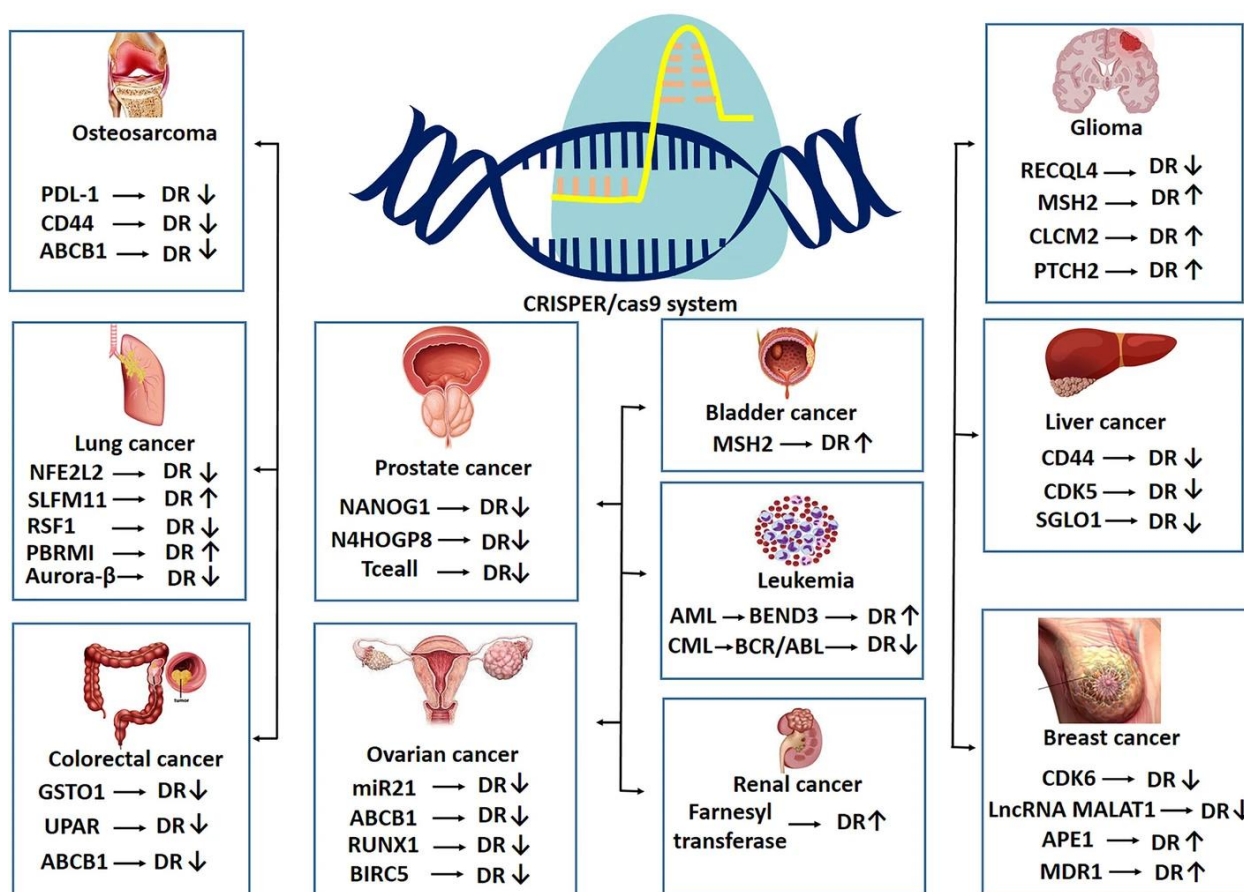 CRISPER/cas9 system
Osteosarcoma
PDL-1 → DR ↓
CD44 → DR ↓
ABCB1 → DR ↓
Lung cancer
NFE2L2 → DR ↓
SLFM11 → DR ↑
RSF1 → DR ↓
PBRMI → DR ↑
Aurora-β → DR ↓
tumor
Colorectal cancer
GSTO1 → DR ↓
UPAR → DR ↓
ABCB1 → DR ↓
Prostate cancer
NANOG1 → DR ↓
N4HOGP8 → DR ↓
Tceall → DR ↓
Ovarian cancer
miR21 → DR ↓
ABCB1 → DR ↓
RUNX1 → DR ↓
BIRC5 → DR ↓
Bladder cancer
MSH2 → DR ↑
Leukemia
AML → BEND3 → DR ↑
CML → BCR/ABL → DR ↓
Renal cancer
Farnesyl
transferase → DR ↑
Glioma
RECQL4 → DR ↓
MSH2 → DR ↑
CLCM2 → DR ↑
PTCH2 → DR ↑
Liver cancer
CD44 → DR ↓
CDK5 → DR ↓
SGLO1 → DR ↓
Breast cancer
CDK6 → DR ↓
LncRNA MALAT1 → DR ↓
APE1 → DR ↑
MDR1 → DR ↑